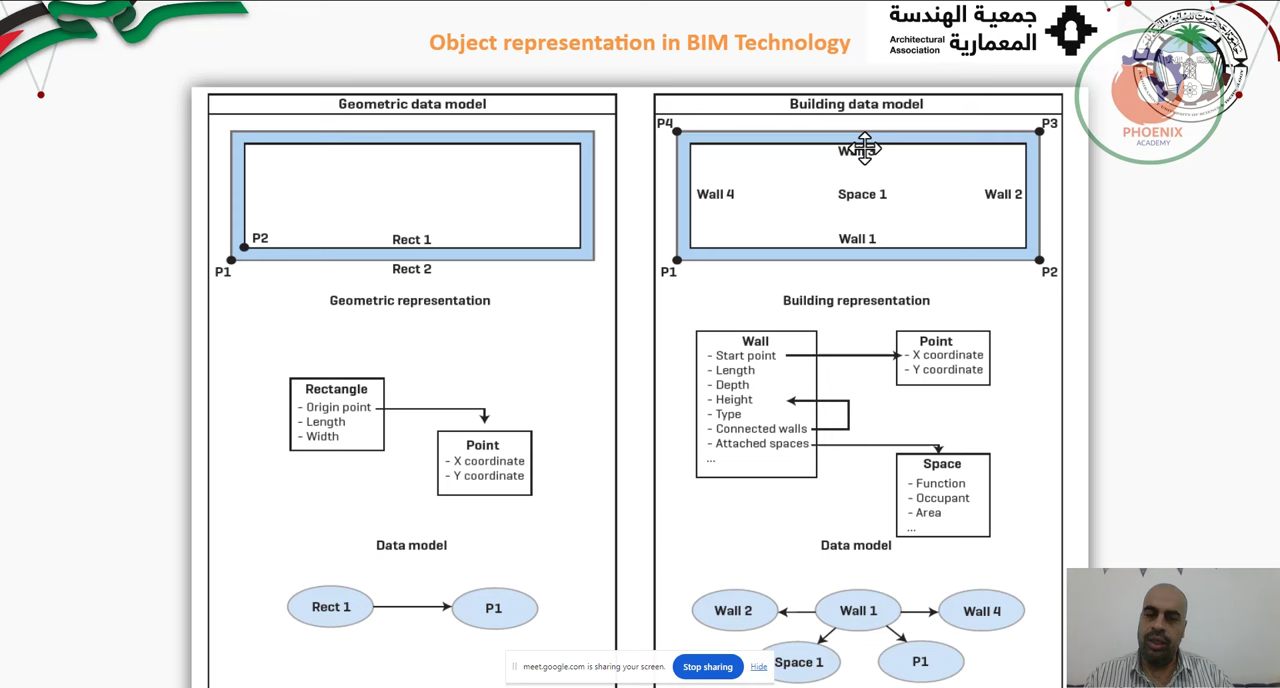 جمعية الهندسة
المعمارية
Architectural
Association
Object representation in BIM Technology
PHOENIX
ACADEMY
Geometric data model
P2
Rect 1
P1
Rect 2
Geometric representation
Rectangle
- Origin point
- Length
- Width
Point
- X coordinate
- Y coordinate
Data model
Rect 1
P1
Building data model
P4
P3
Wall 4
Space 1
Wall 2
Wall 1
P1
P2
Building representation
Wall
- Start point
- Length
- Depth
- Height
- Type
- Connected walls
- Attached spaces
...
Point
- X coordinate
- Y coordinate
Space
- Function
- Occupant
- Area
...
Data model
Wall 2
Wall 1
Wall 4
Space 1
P1
meet.google.com is sharing your screen.
Stop sharing
Hide